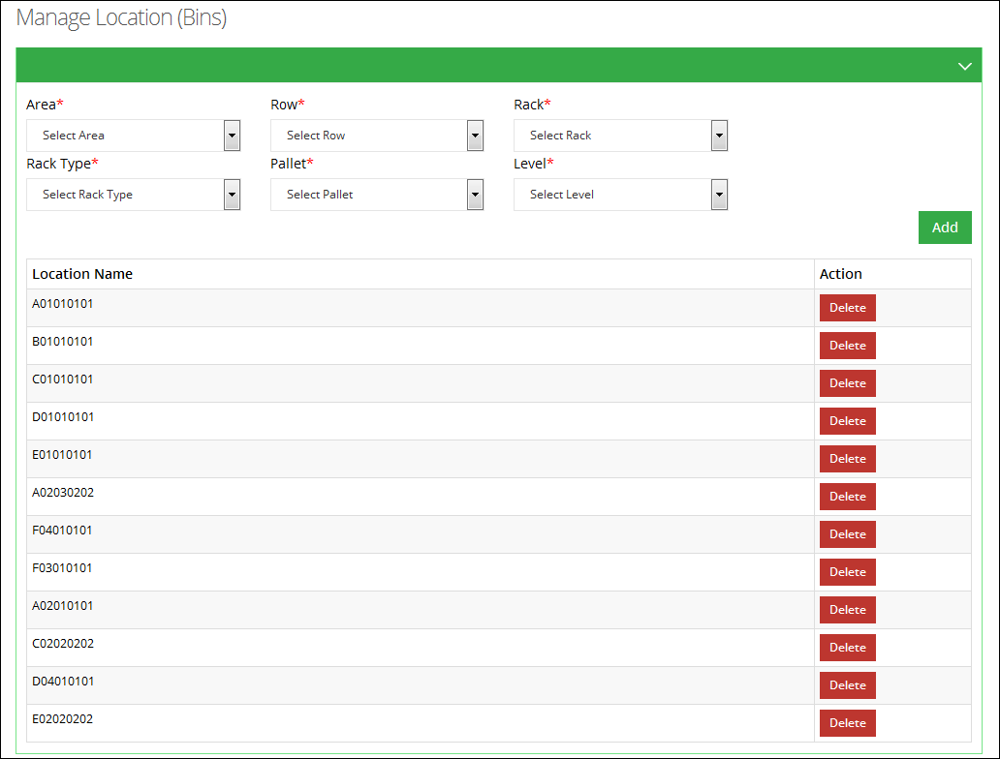 Manage Location (Bins)
Area* Row* Rack*
Select Area Select Row Select Rack
Rack Type* Pallet* Level*
Select Rack Type Select Pallet Select Level
Add
Location Name Action
A01010101 Delete
B01010101 Delete
C01010101 Delete
D01010101 Delete
E01010101 Delete
A02030202 Delete
F04010101 Delete
F03010101 Delete
A02010101 Delete
C02020202 Delete
D04010101 Delete
E02020202 Delete